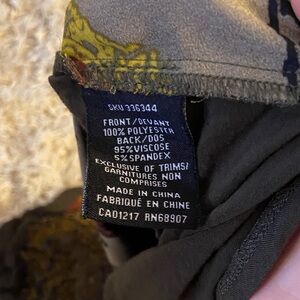 SKU 336344
FRONT/DEVANT
100% POLYESTER
BACK/DOS
95%VISCOSE
5%SPANDEX
EXCLUSIVE OF TRIMS/
GARNITURES NON
COMPRISES
MADE IN CHINA
FABRIQUÉ EN CHINE
CA01217 RN68907